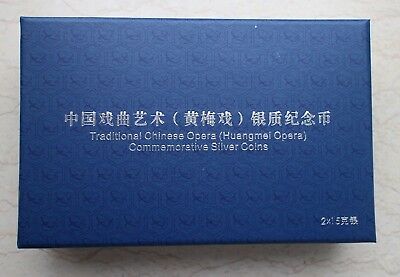 中国戏曲艺术（黄梅戏）银质纪念币
Traditional Chinese Opera (Huangmei Opera)
Commemorative Silver Coins
2×15克银